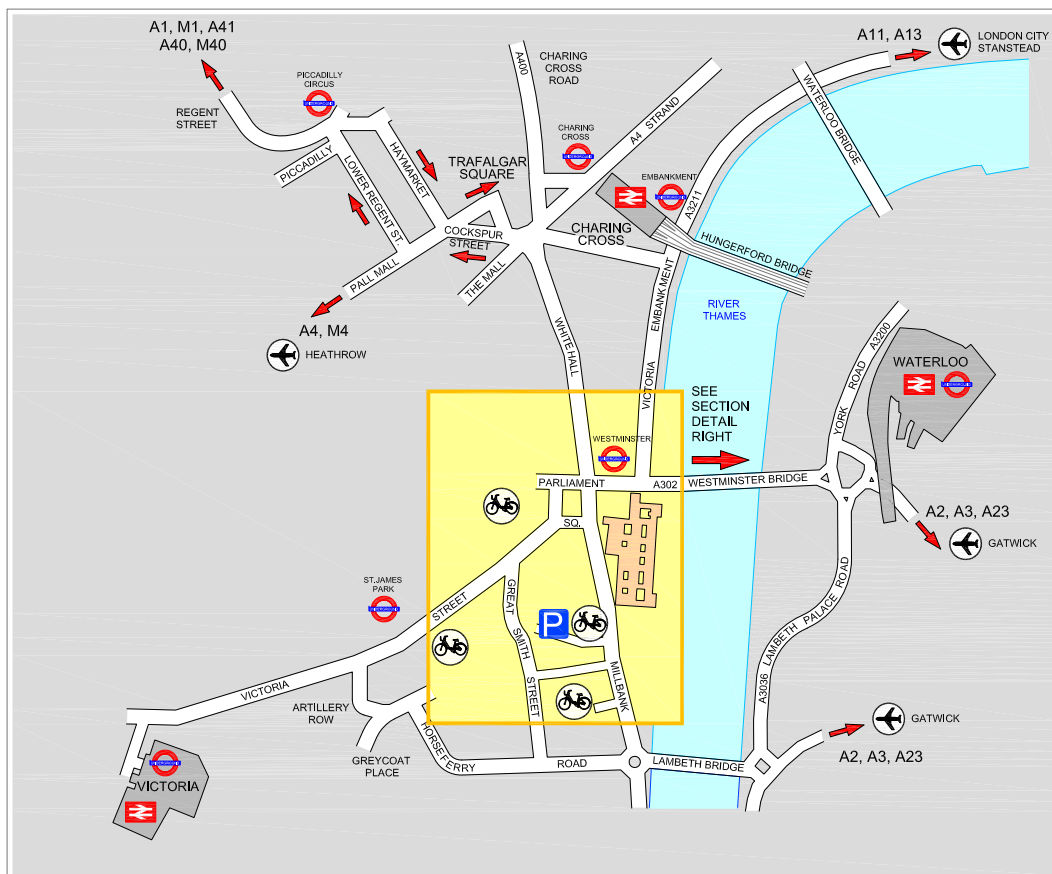 A1, M1, A41
A40, M40
A11, A13
LONDON CITY
STANSTEAD
PICCADILLY
CIRCUS
REGENT
STREET
PICCADILLY
LOWER REGENT ST.
HAYMARKET
A400
CHARING
CROSS
ROAD
A4 STRAND
CHARING
CROSS
WATERLOO BRIDGE
TRAFALGAR
SQUARE
EMBANKMENT
A3211
COCKSPUR
STREET
CHARING
CROSS
HUNGERFORD BRIDGE
PALL MALL
THE MALL
RIVER
THAMES
A4, M4
HEATHROW
WHITEHALL
VICTORIA EMBANKMENT
YORK ROAD A3200
WATERLOO
SEE
SECTION
DETAIL
RIGHT
WESTMINSTER
PARLIAMENT
A302
WESTMINSTER BRIDGE
SQ.
A2, A3, A23
GATWICK
ST.JAMES
PARK
VICTORIA STREET
GREAT SMITH STREET
P
MILLBANK
A3036 LAMBETH PALACE ROAD
ARTILLERY
ROW
GREYCOAT
PLACE
HORSEFERRY ROAD
LAMBETH BRIDGE
GATWICK
A2, A3, A23
VICTORIA